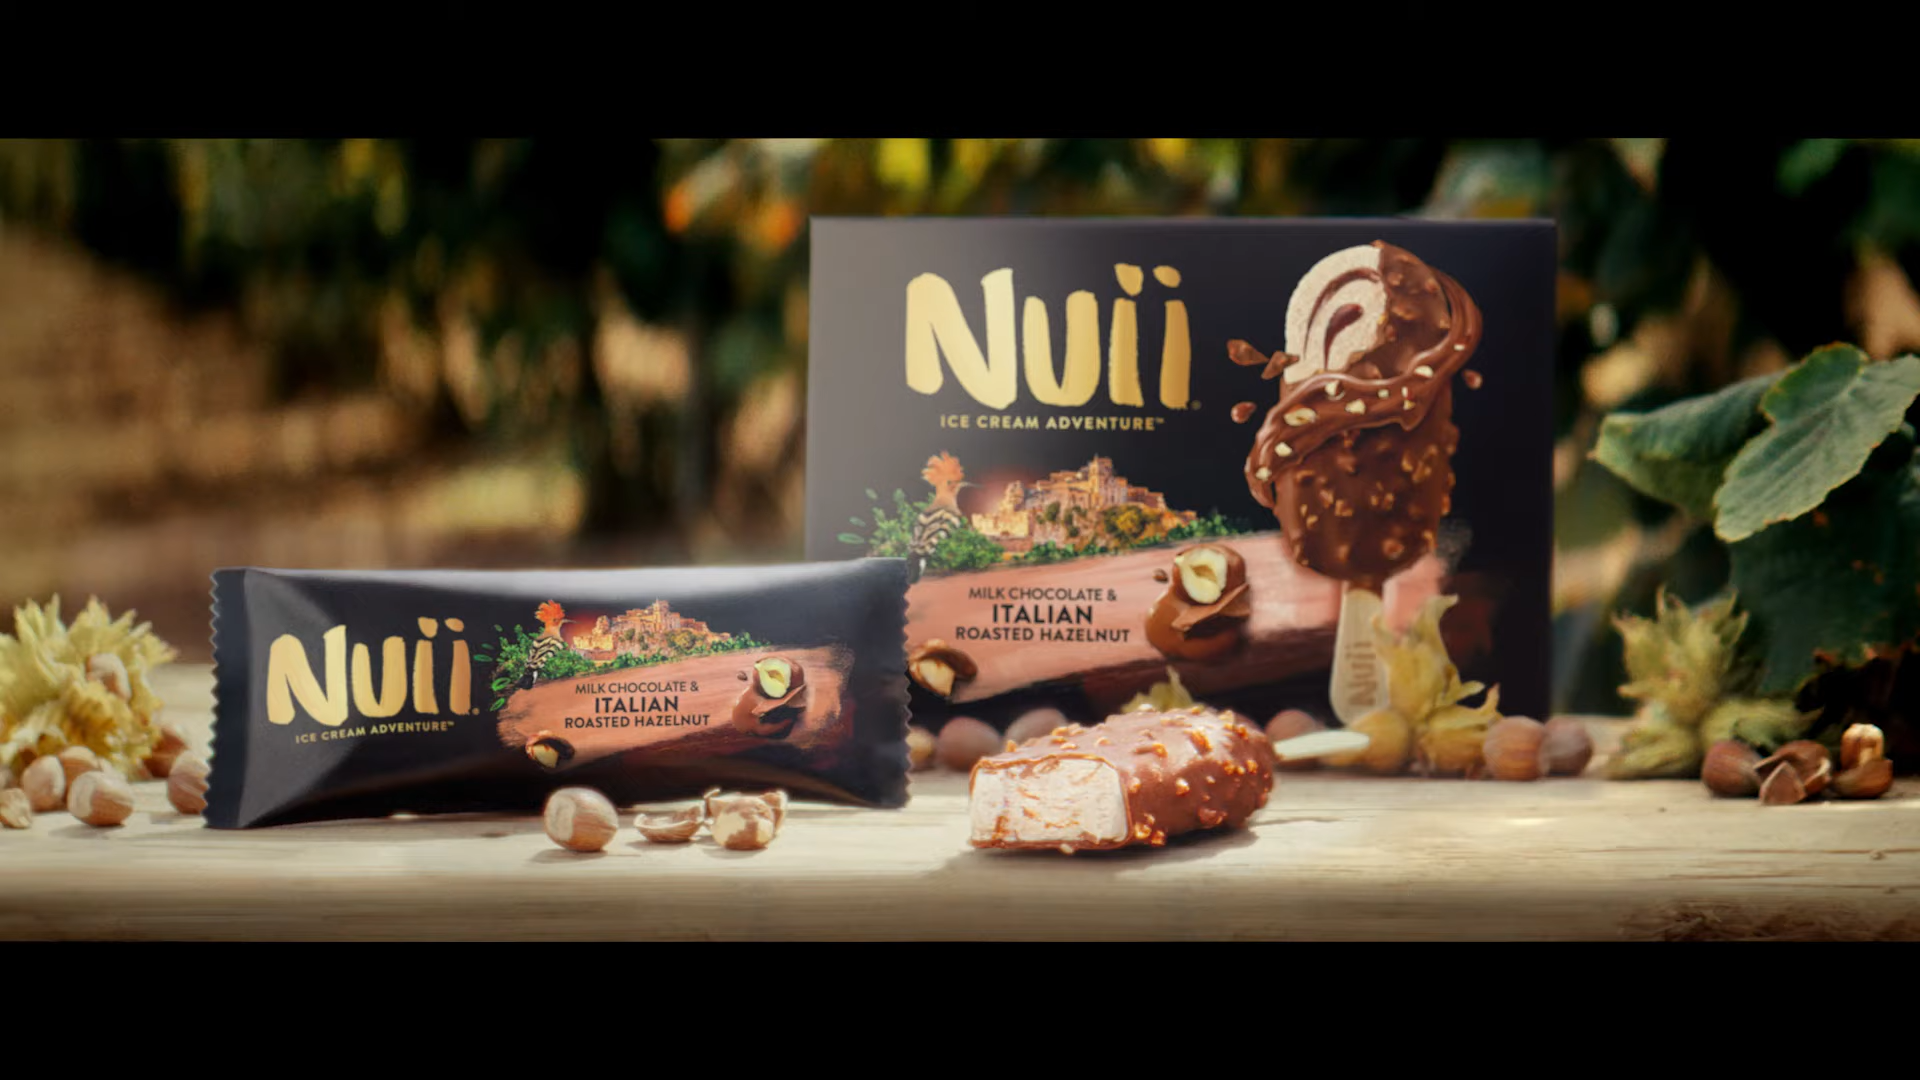 Nuii
ICE CREAM ADVENTURE™
MILK CHOCOLATE &
ITALIAN
ROASTED HAZELNUT
Nuii
Nuii
ICE CREAM ADVENTURE™
MILK CHOCOLATE &
ITALIAN
ROASTED HAZELNUT